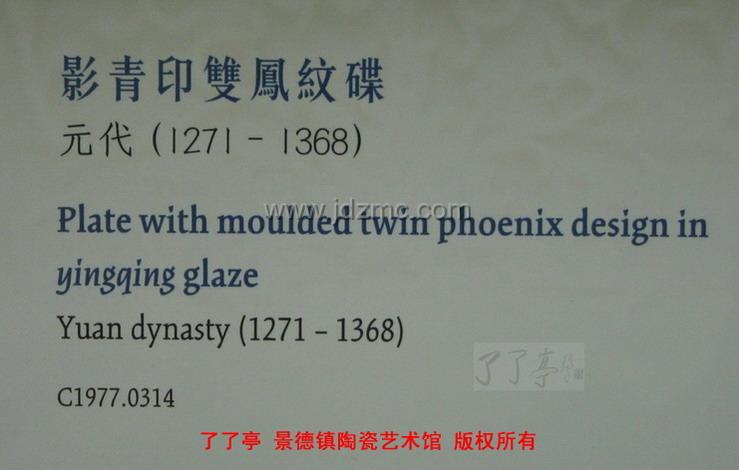 影青印雙鳳紋碟
元代 (1271 - 1368)
www.jdzmc.com
Plate with moulded twin phoenix design in
yingqing glaze
Yuan dynasty (1271 – 1368)
了了亭
C1977.0314
了了亭 景德镇陶瓷艺术馆 版权所有